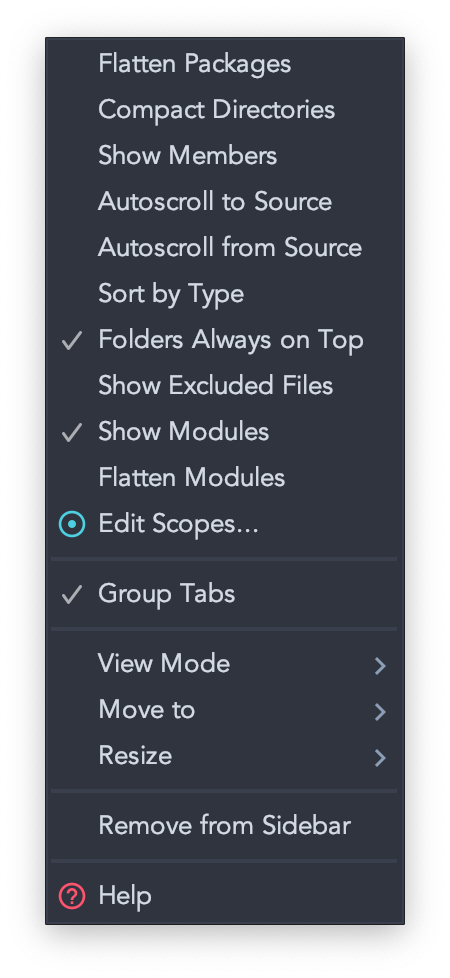 Flatten Packages
Compact Directories
Show Members
Autoscroll to Source
Autoscroll from Source
Sort by Type
Folders Always on Top
Show Excluded Files
Show Modules
Flatten Modules
Edit Scopes...
Group Tabs
View Mode
Move to
Resize
Remove from Sidebar
Help